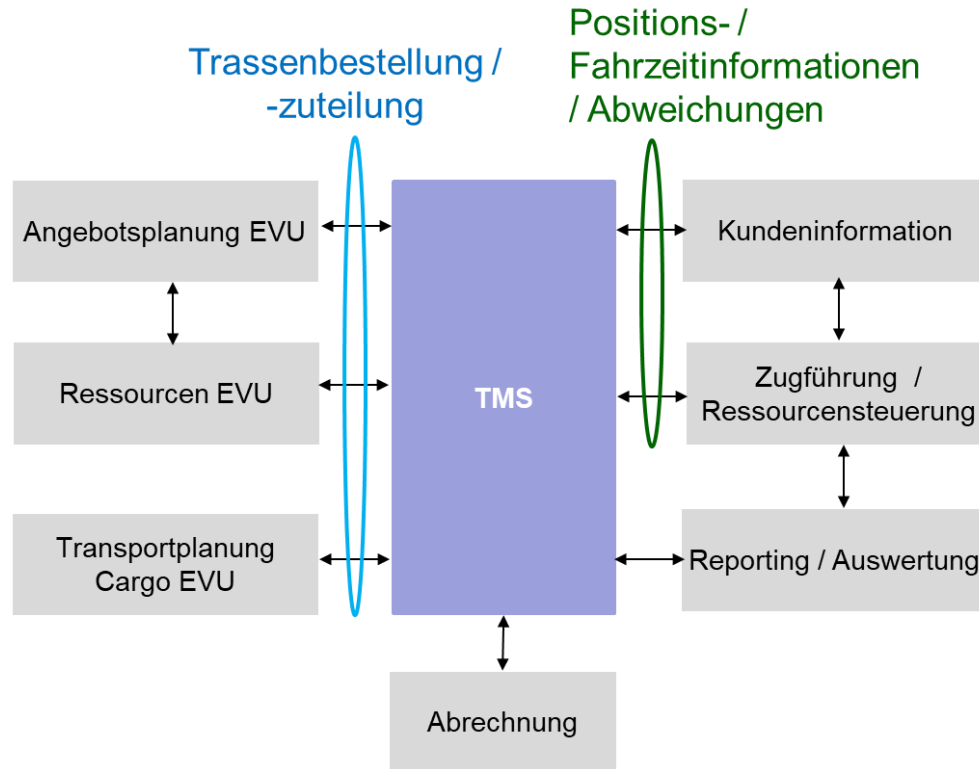 Trassenbestellung /
-zuteilung
Positions- /
Fahrzeitinformationen
/ Abweichungen
Angebotsplanung EVU
Ressourcen EVU
Transportplanung
Cargo EVU
TMS
Kundeninformation
Zugführung /
Ressourcensteuerung
Reporting / Auswertung
Abrechnung